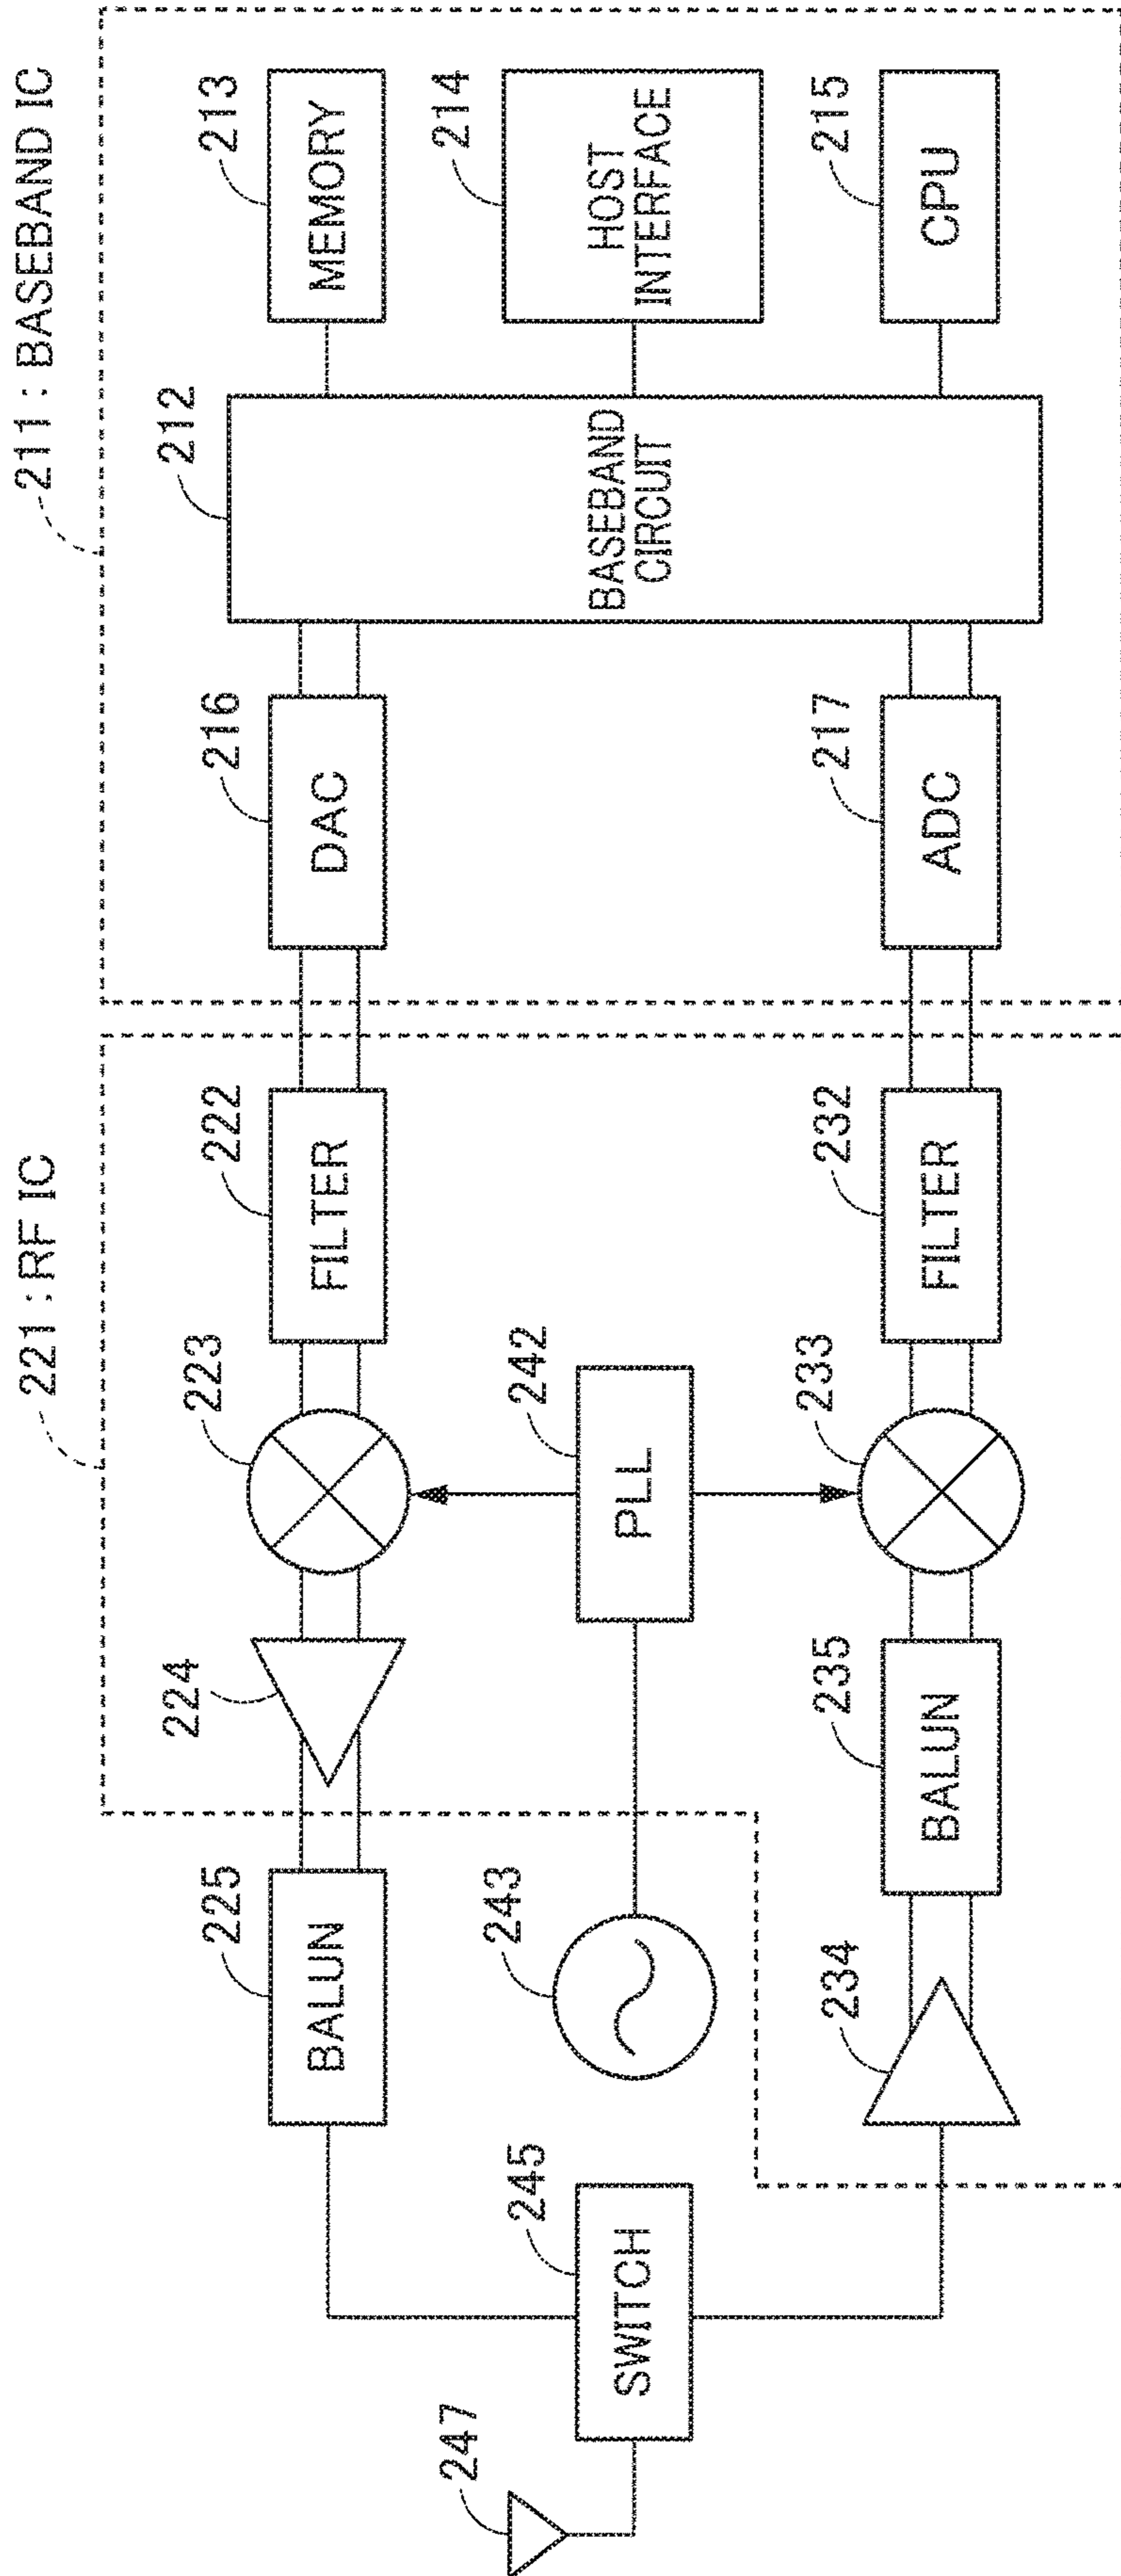 221 : RF IC
211 : BASEBAND IC
247
SWITCH
245
BALUN
225
224
223
FILTER
222
DAC
216
BASEBAND
CIRCUIT
212
MEMORY
213
HOST
INTERFACE
214
CPU
215
243
PLL
242
234
BALUN
235
233
FILTER
232
ADC
217